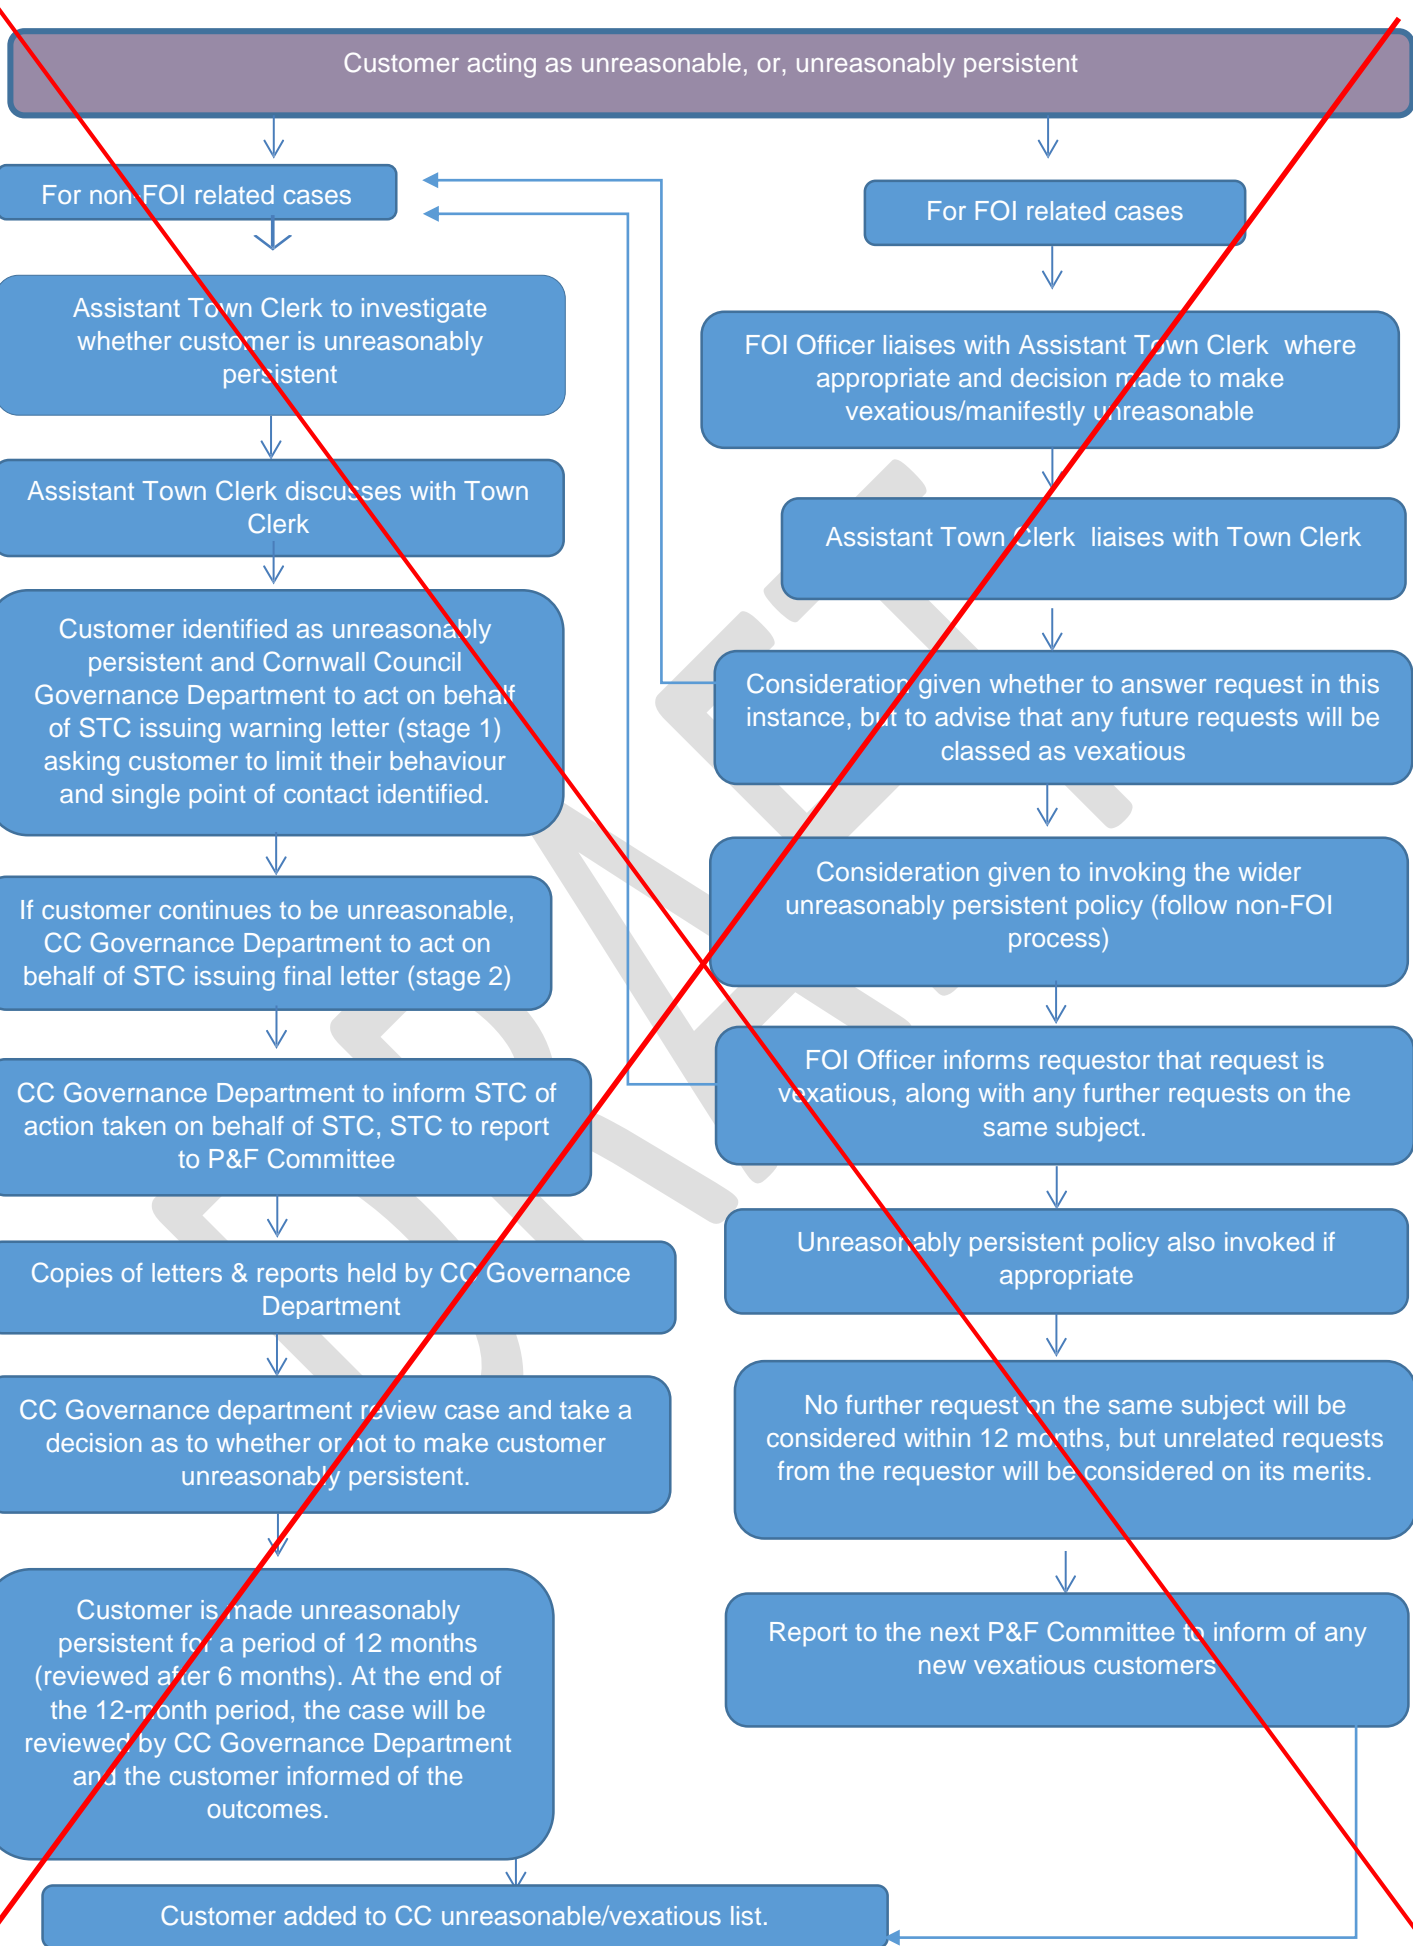 Customer acting as unreasonable, or, unreasonably persistent
For non-FOI related cases
Assistant Town Clerk to investigate
whether customer is unreasonably
persistent
Assistant Town Clerk discusses with Town
Clerk
Customer identified as unreasonably
persistent and Cornwall Council
Governance Department to act on behalf
of STC issuing warning letter (stage 1)
asking customer to limit their behaviour
and single point of contact identified.
If customer continues to be unreasonable,
CC Governance Department to act on
behalf of STC issuing final letter (stage 2)
CC Governance Department to inform STC of
action taken on behalf of STC, STC to report
to P&F Committee
Copies of letters & reports held by CC Governance
Department
CC Governance department review case and take a
decision as to whether or not to make customer
unreasonably persistent.
Customer is made unreasonably
persistent for a period of 12 months
(reviewed after 6 months). At the end of
the 12-month period, the case will be
reviewed by CC Governance Department
and the customer informed of the
outcomes.
For FOI related cases
FOI Officer liaises with Assistant Town Clerk  where
appropriate and decision made to make
vexatious/manifestly unreasonable
Assistant Town Clerk  liaises with Town Clerk
Consideration given whether to answer request in this
instance, but to advise that any future requests will be
classed as vexatious
Consideration given to invoking the wider
unreasonably persistent policy (follow non-FOI
process)
FOI Officer informs requestor that request is
vexatious, along with any further requests on the
same subject.
Unreasonably persistent policy also invoked if
appropriate
No further request on the same subject will be
considered within 12 months, but unrelated requests
from the requestor will be considered on its merits.
Report to the next P&F Committee to inform of any
new vexatious customers
Customer added to CC unreasonable/vexatious list.
DRAFT